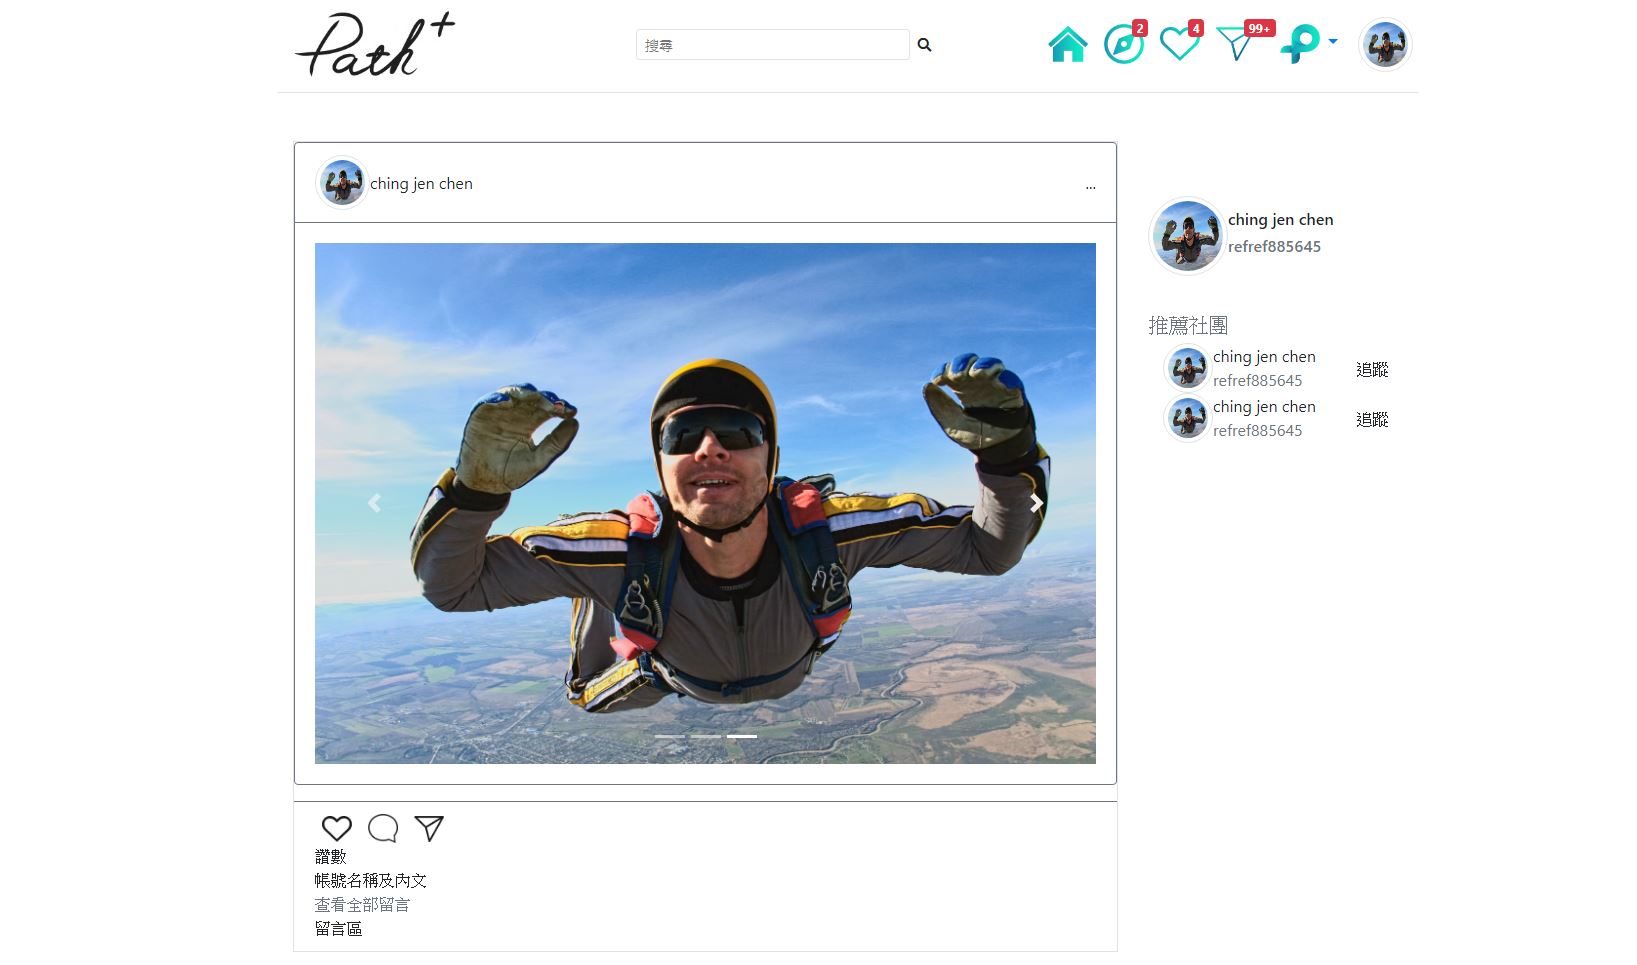 Path+
搜尋
2
4
99+
ching jen chen
...
ching jen chen
refref885645
推薦社團
ching jen chen
refref885645
追蹤
ching jen chen
refref885645
追蹤
讚數
帳號名稱及內文
查看全部留言
留言區